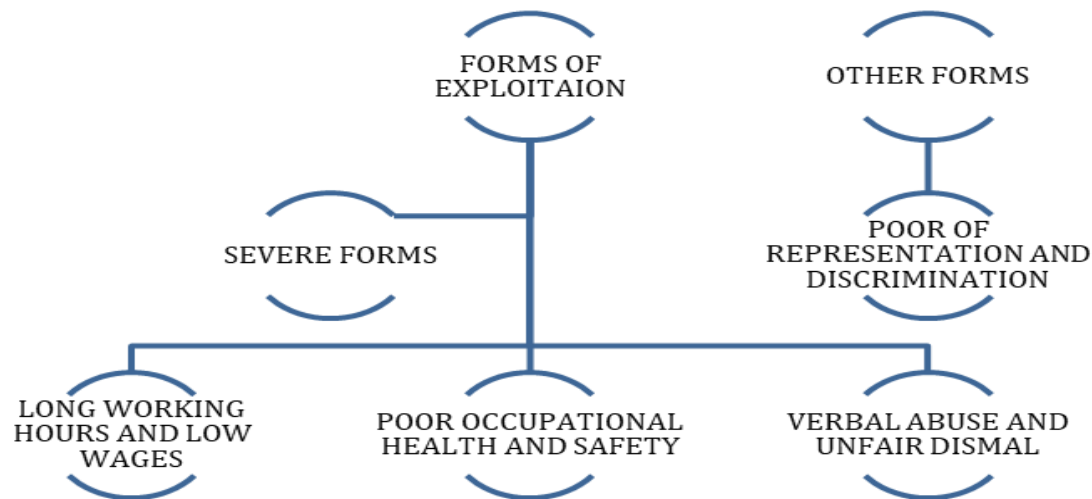 FORMS OF
EXPLOITAION
OTHER FORMS
SEVERE FORMS
POOR OF
REPRESENTATION AND
DISCRIMINATION
LONG WORKING
HOURS AND LOW
WAGES
POOR OCCUPATIONAL
HEALTH AND SAFETY
VERBAL ABUSE AND
UNFAIR DISMAL